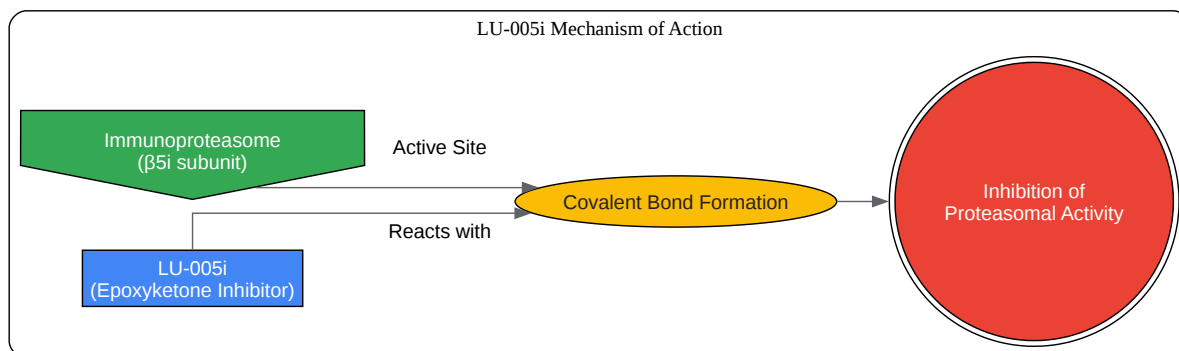 LU-005i Mechanism of Action
Immunoproteasome
(β5i subunit)
Active Site
Covalent Bond Formation
Inhibition of
Proteasomal Activity
Reacts with
LU-005i
(Epoxyketone Inhibitor)